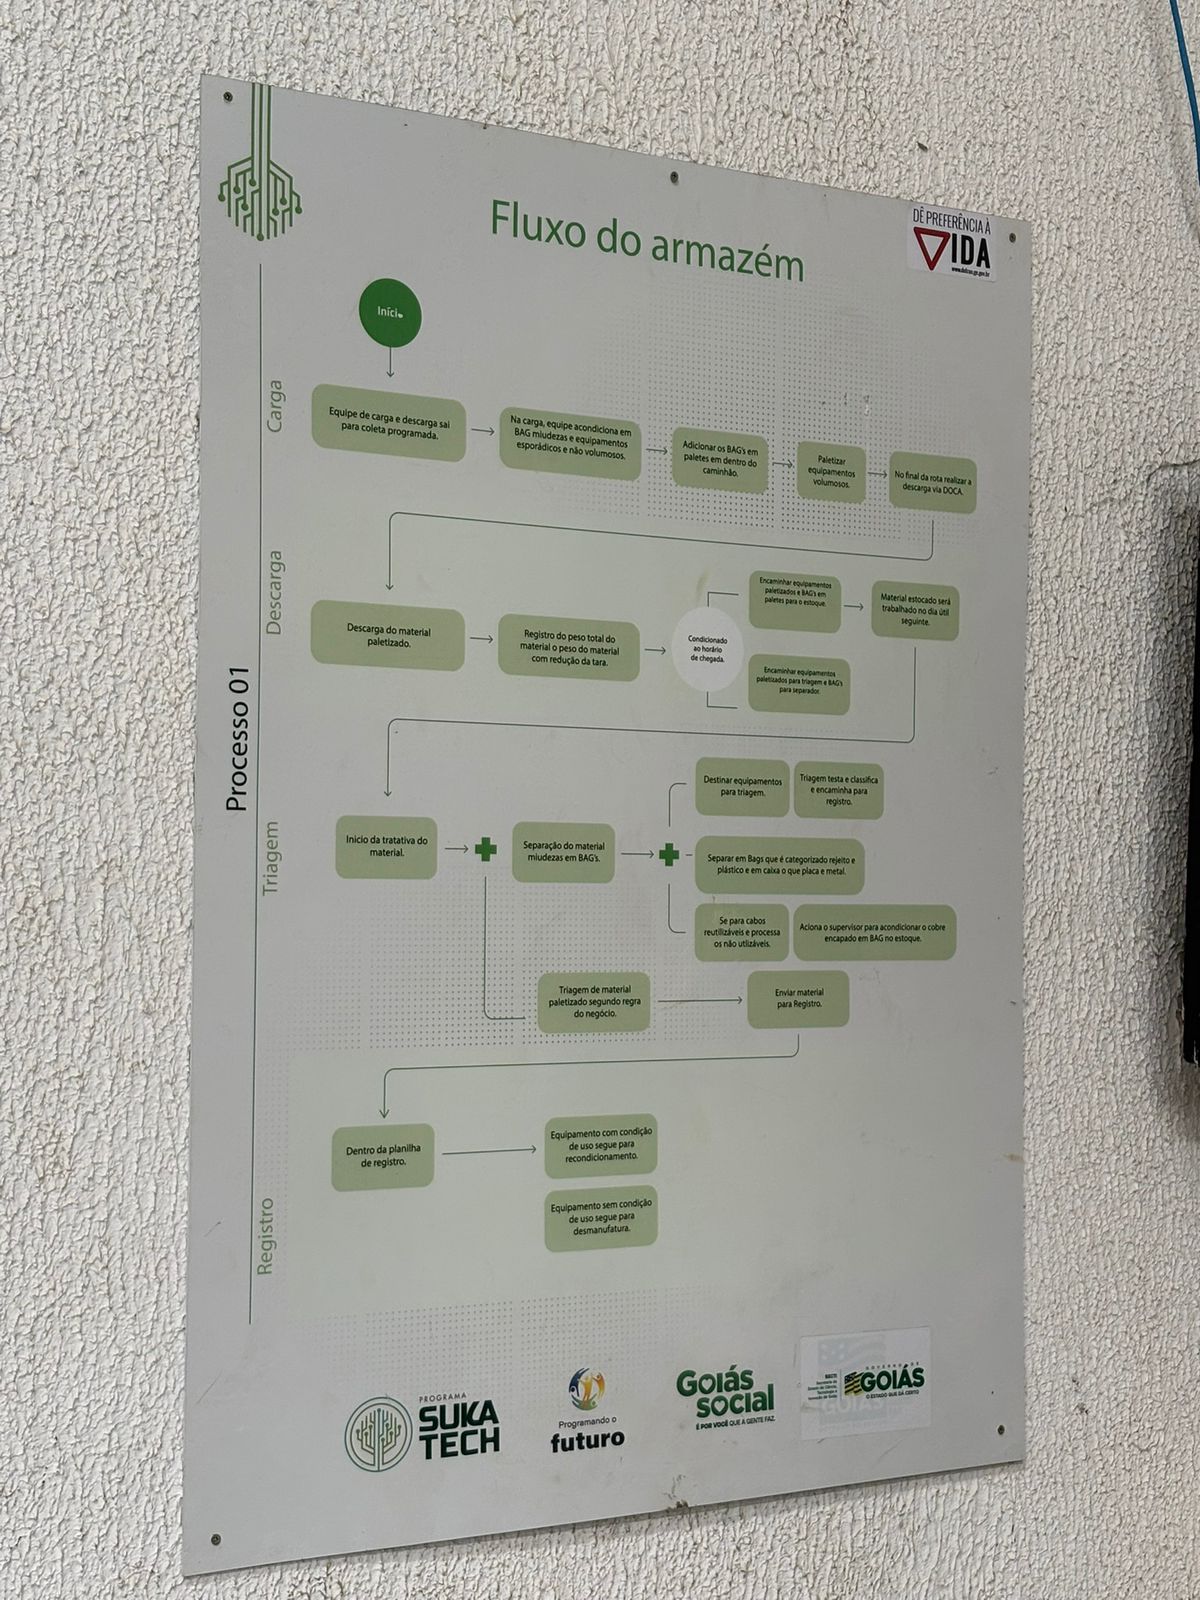 Fluxo do armazém
DÊ PREFERÊNCIA À
VIDA
www.detran.go.gov.br
Processo 01
Carga
Início
Equipe de carga e descarga sai
para coleta programada.
Na carga, equipe acondiciona em
BAG miudezas e equipamentos
esporádicos e não volumosos.
Adicionar os BAG's em
paletes em dentro do
caminhão.
Paletizar
equipamentos
volumosos.
No final da rota realizar a
descarga via DOCA.
Descarga
Descarga do material
paletizado.
Registro do peso total do
material o peso do material
com redução da tara.
Condicionado
ao horário
de chegada.
Encaminhar equipamentos
paletizados e BAG's em
paletes para o estoque.
Material estocado será
trabalhado no dia útil
seguinte.
Encaminhar equipamentos
paletizados para triagem e BAG's
para separador.
Triagem
Inicio da tratativa do
material.
Separação do material
miudezas em BAG's.
Destinar equipamentos
para triagem.
Triagem testa e classifica
e encaminha para
registro.
Separar em Bags que é categorizado rejeito e
plástico e em caixa o que placa e metal.
Se para cabos
reutilizáveis e processa
os não utlizáveis.
Aciona o supervisor para acondicionar o cobre
encapado em BAG no estoque.
Triagem de material
paletizado segundo regra
do negócio.
Enviar material
para Registro.
Registro
Dentro da planilha
de registro.
Equipamento com condição
de uso segue para
recondicionamento.
Equipamento sem condição
de uso segue para
desmanufatura.
PROGRAMA
SUKA
TECH
Programando o
futuro
Goiás
social
É POR VOCÊ QUE A GENTE FAZ.
GOVERNO DE
GOIÁS
O ESTADO QUE DÁ CERTO